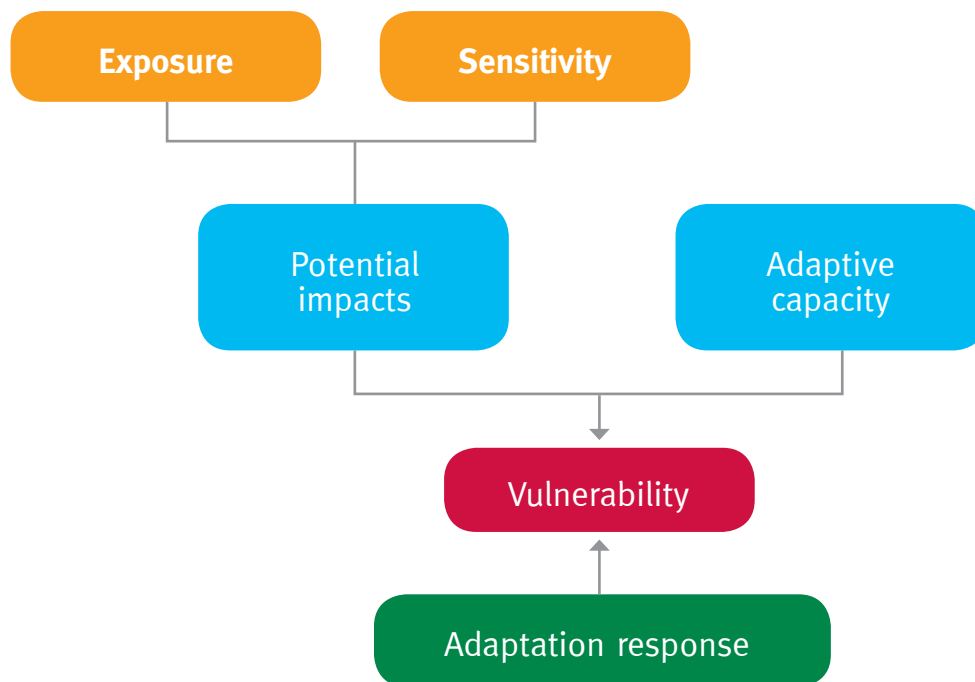 Exposure
Sensitivity
Potential
impacts
Adaptive
capacity
Vulnerability
Adaptation response